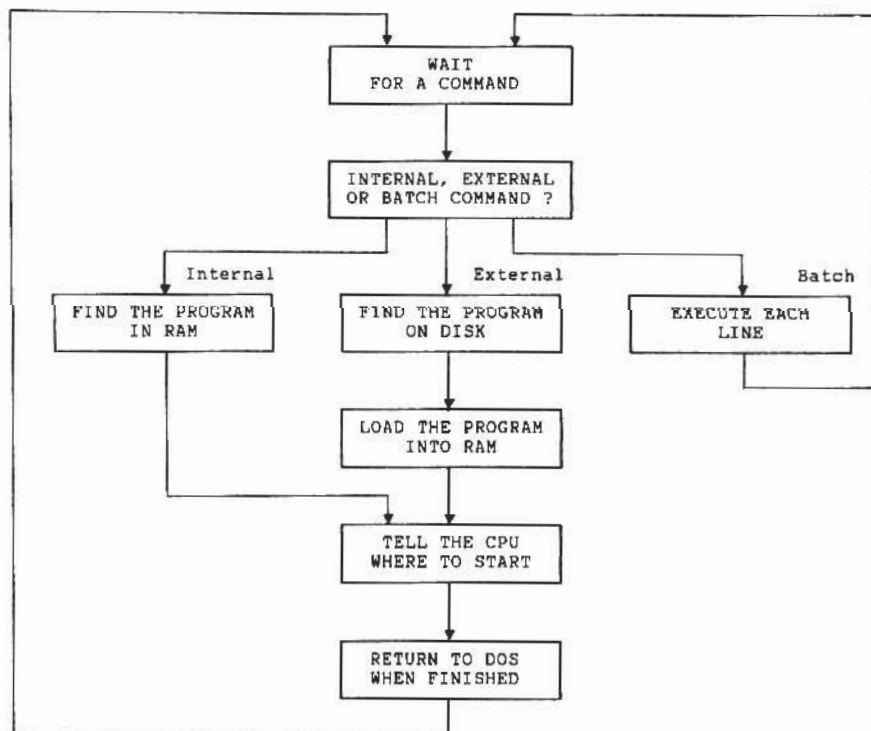 WAIT
FOR A COMMAND
INTERNAL, EXTERNAL
OR BATCH COMMAND ?
Internal
External
Batch
FIND THE PROGRAM
IN RAM
FIND THE PROGRAM
ON DISK
EXECUTE EACH
LINE
LOAD THE PROGRAM
INTO RAM
TELL THE CPU
WHERE TO START
RETURN TO DOS
WHEN FINISHED